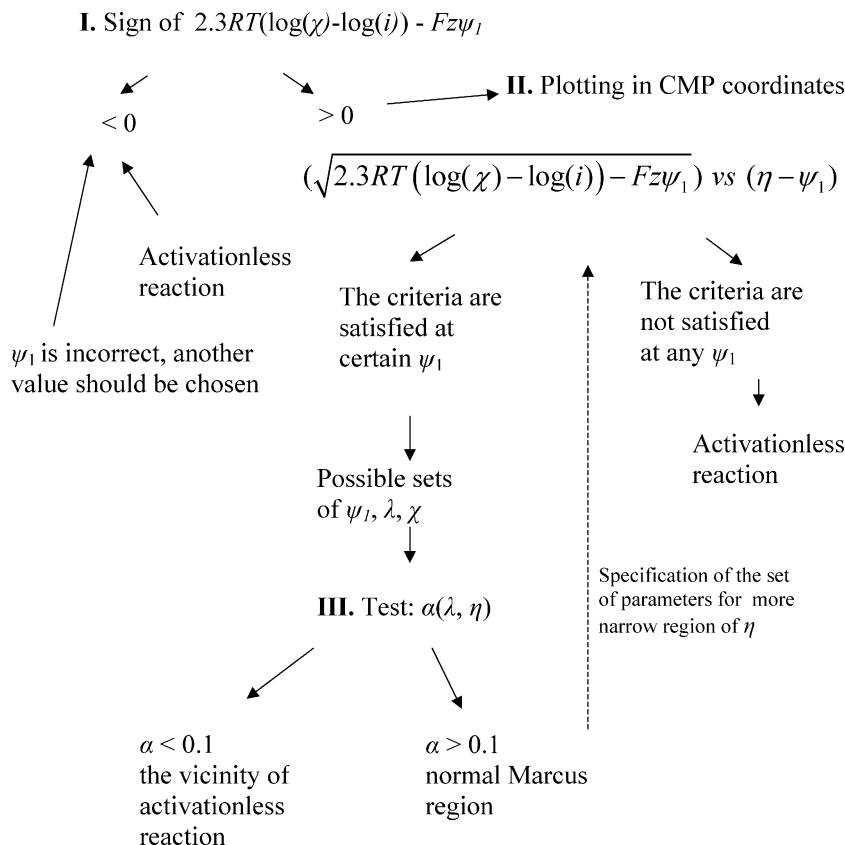 I. Sign of 2.3RT(log(χ)-log(i)) - Fzψ₁
< 0
> 0
II. Plotting in CMP coordinates
(√2.3RT(log(χ)−log(i))−Fzψ₁) vs (η−ψ₁)
Activationless
reaction
ψ₁ is incorrect, another
value should be chosen
The criteria are
satisfied at
certain ψ₁
The criteria are
not satisfied
at any ψ₁
Activationless
reaction
Possible sets
of ψ₁, λ, χ
Specification of the set
of parameters for more
narrow region of η
III. Test: α(λ, η)
α < 0.1
the vicinity of
activationless
reaction
α > 0.1
normal Marcus
region